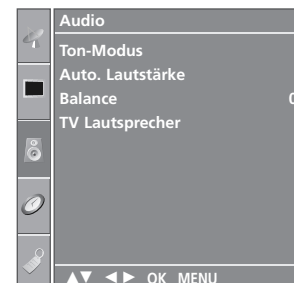 Audio
Ton-Modus
Auto. Lautstärke
Balance 0
TV Lautsprecher
▲▼ ◄► OK MENU